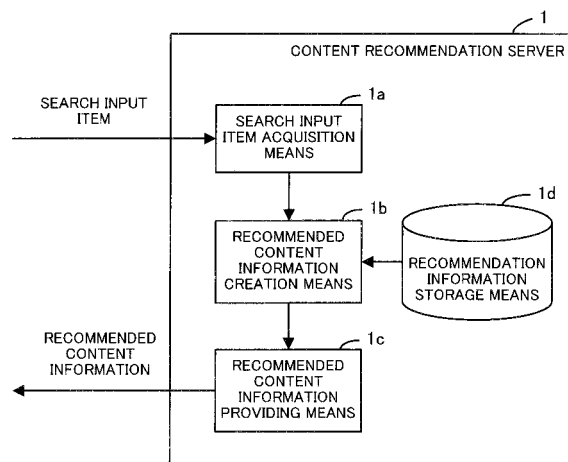 1
CONTENT RECOMMENDATION SERVER
SEARCH INPUT
ITEM
1a
SEARCH INPUT
ITEM ACQUISITION
MEANS
1b
RECOMMENDED
CONTENT
INFORMATION
CREATION MEANS
1d
RECOMMENDATION
INFORMATION
STORAGE MEANS
RECOMMENDED
CONTENT
INFORMATION
1c
RECOMMENDED
CONTENT
INFORMATION
PROVIDING MEANS